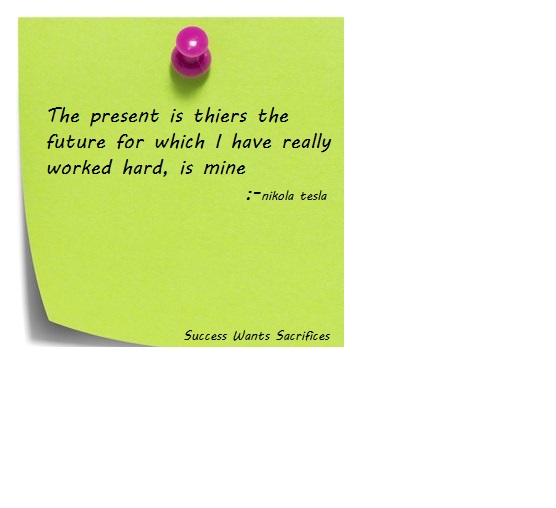 The present is thiers the
future for which I have really
worked hard, is mine
:-nikola tesla
Success Wants Sacrifices